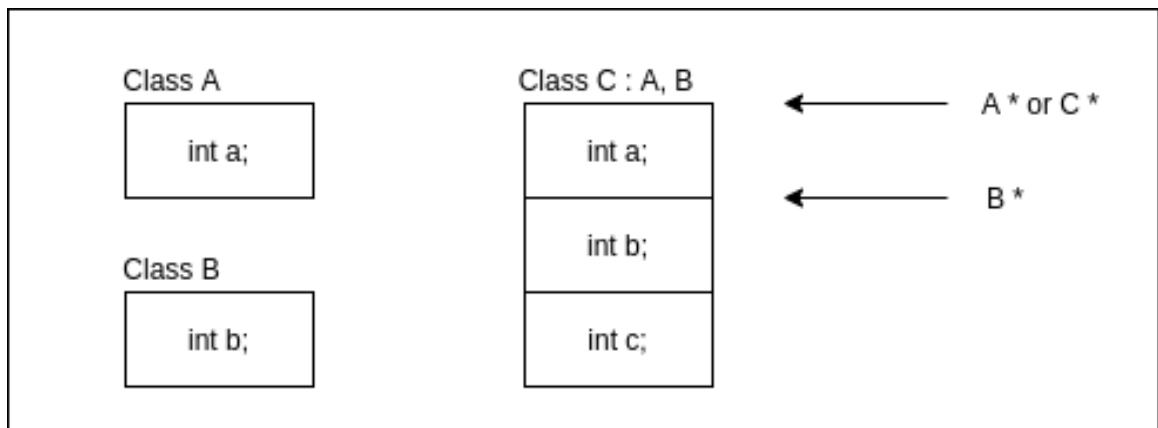 Class A
int a;
Class B
int b;
Class C : A, B
int a;
int b;
int c;
A * or C *
B *